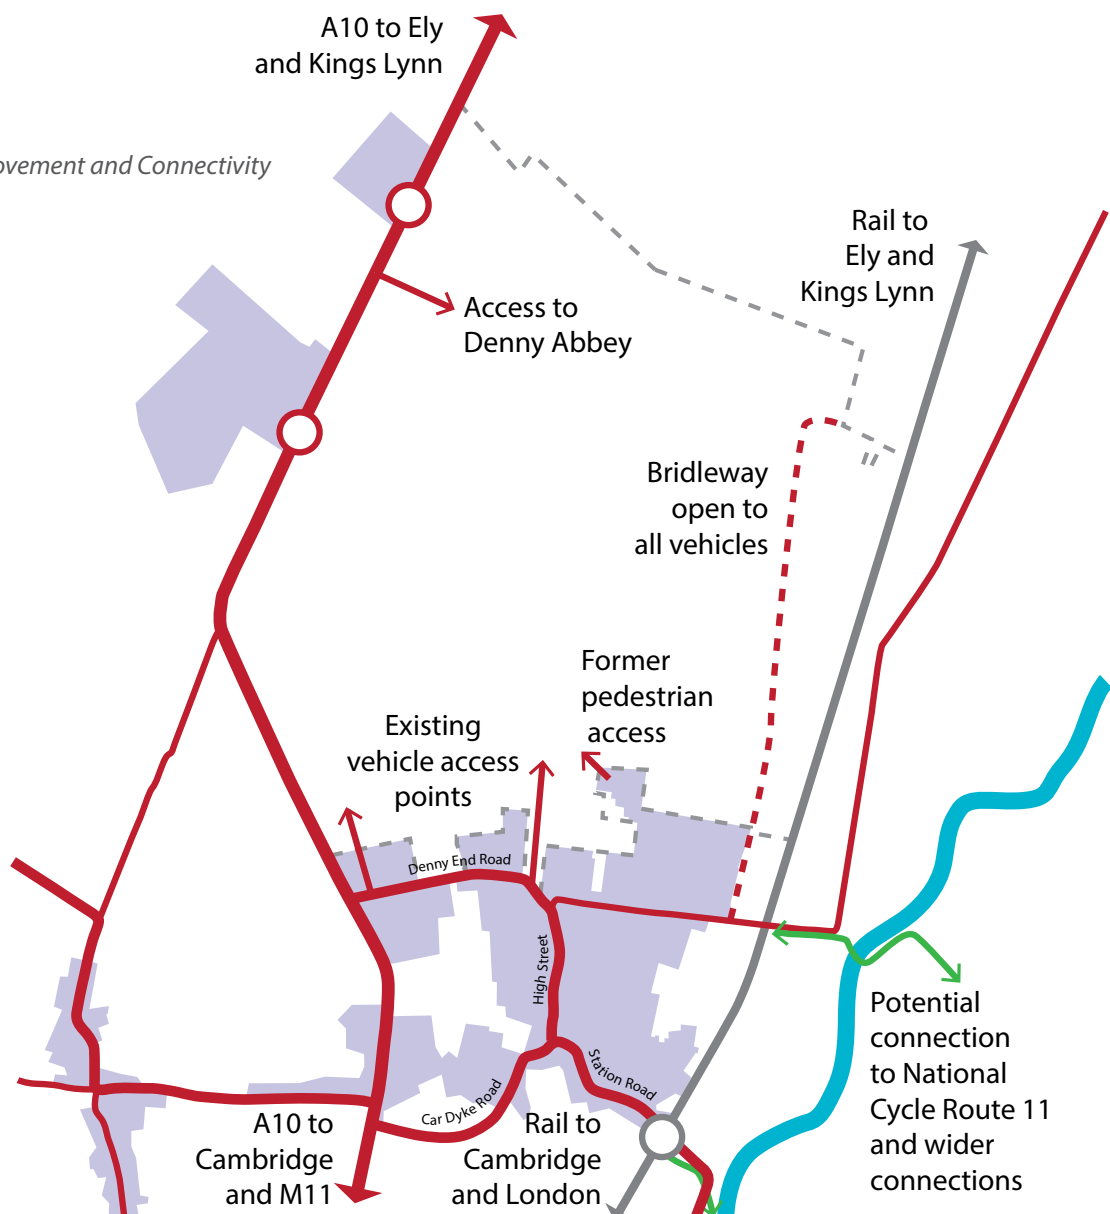 A10 to Ely
and Kings Lynn
ovement and Connectivity
Rail to
Ely and
Kings Lynn
Access to
Denny Abbey
Bridleway
open to
all vehicles
Former
pedestrian
access
Existing
vehicle access
points
Denny End Road
High Street
Station Road
Car Dyke Road
Potential
connection
to National
Cycle Route 11
and wider
connections
A10 to
Cambridge
and M11
Rail to
Cambridge
and London